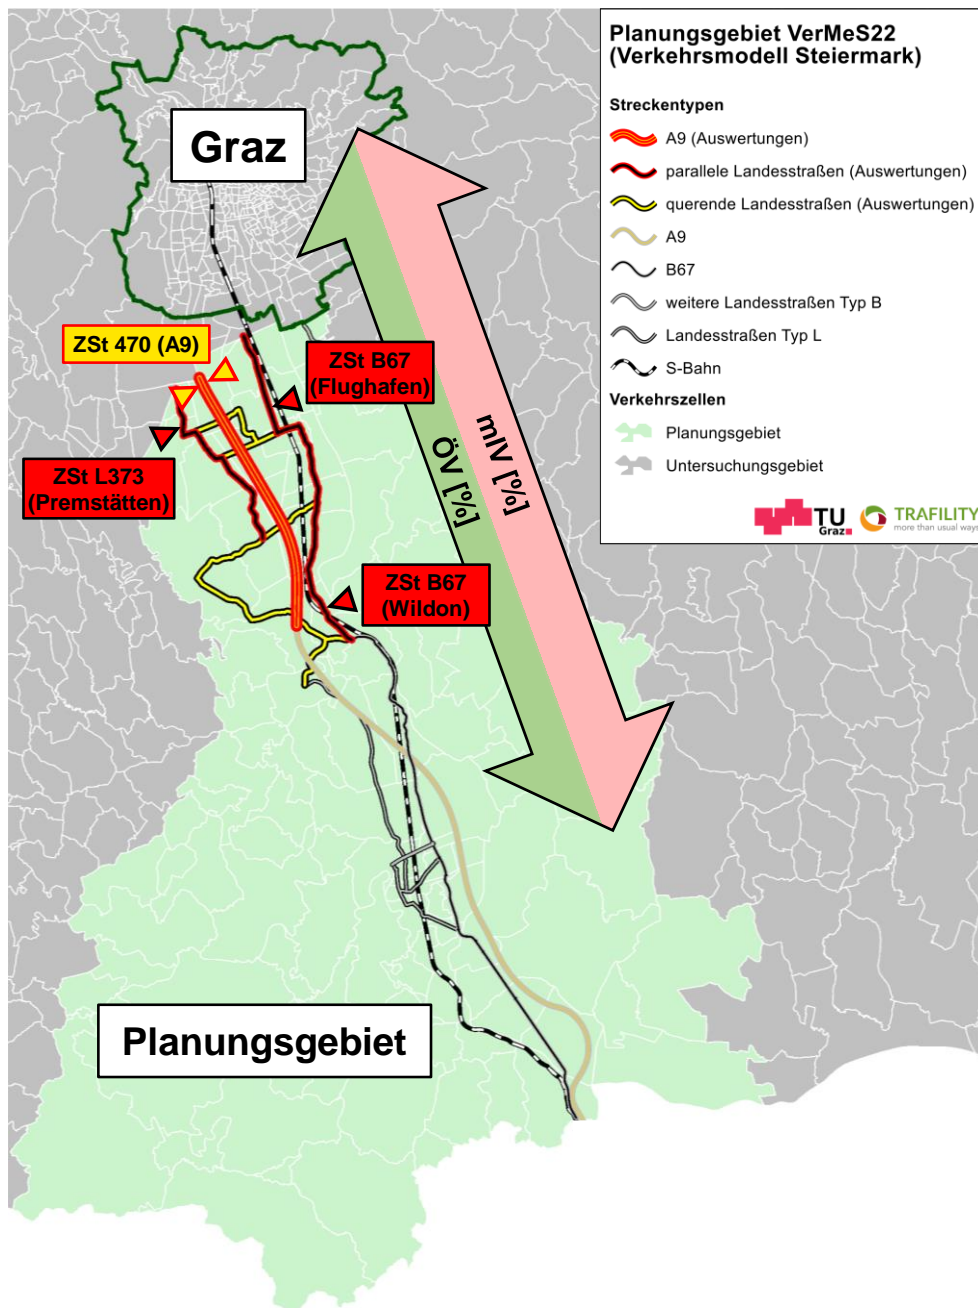 Planungsgebiet VerMeS22
(Verkehrsmodell Steiermark)
Streckentypen
A9 (Auswertungen)
parallele Landesstraßen (Auswertungen)
querende Landesstraßen (Auswertungen)
A9
B67
weitere Landesstraßen Typ B
Landesstraßen Typ L
S-Bahn
Verkehrszellen
Planungsgebiet
Untersuchungsgebiet
TU
Graz
TRAFILITY
more than usual ways
Graz
ZSt 470 (A9)
ZSt B67
(Flughafen)
ZSt L373
(Premstätten)
ZSt B67
(Wildon)
ÖV [%]
mIV [%]
Planungsgebiet